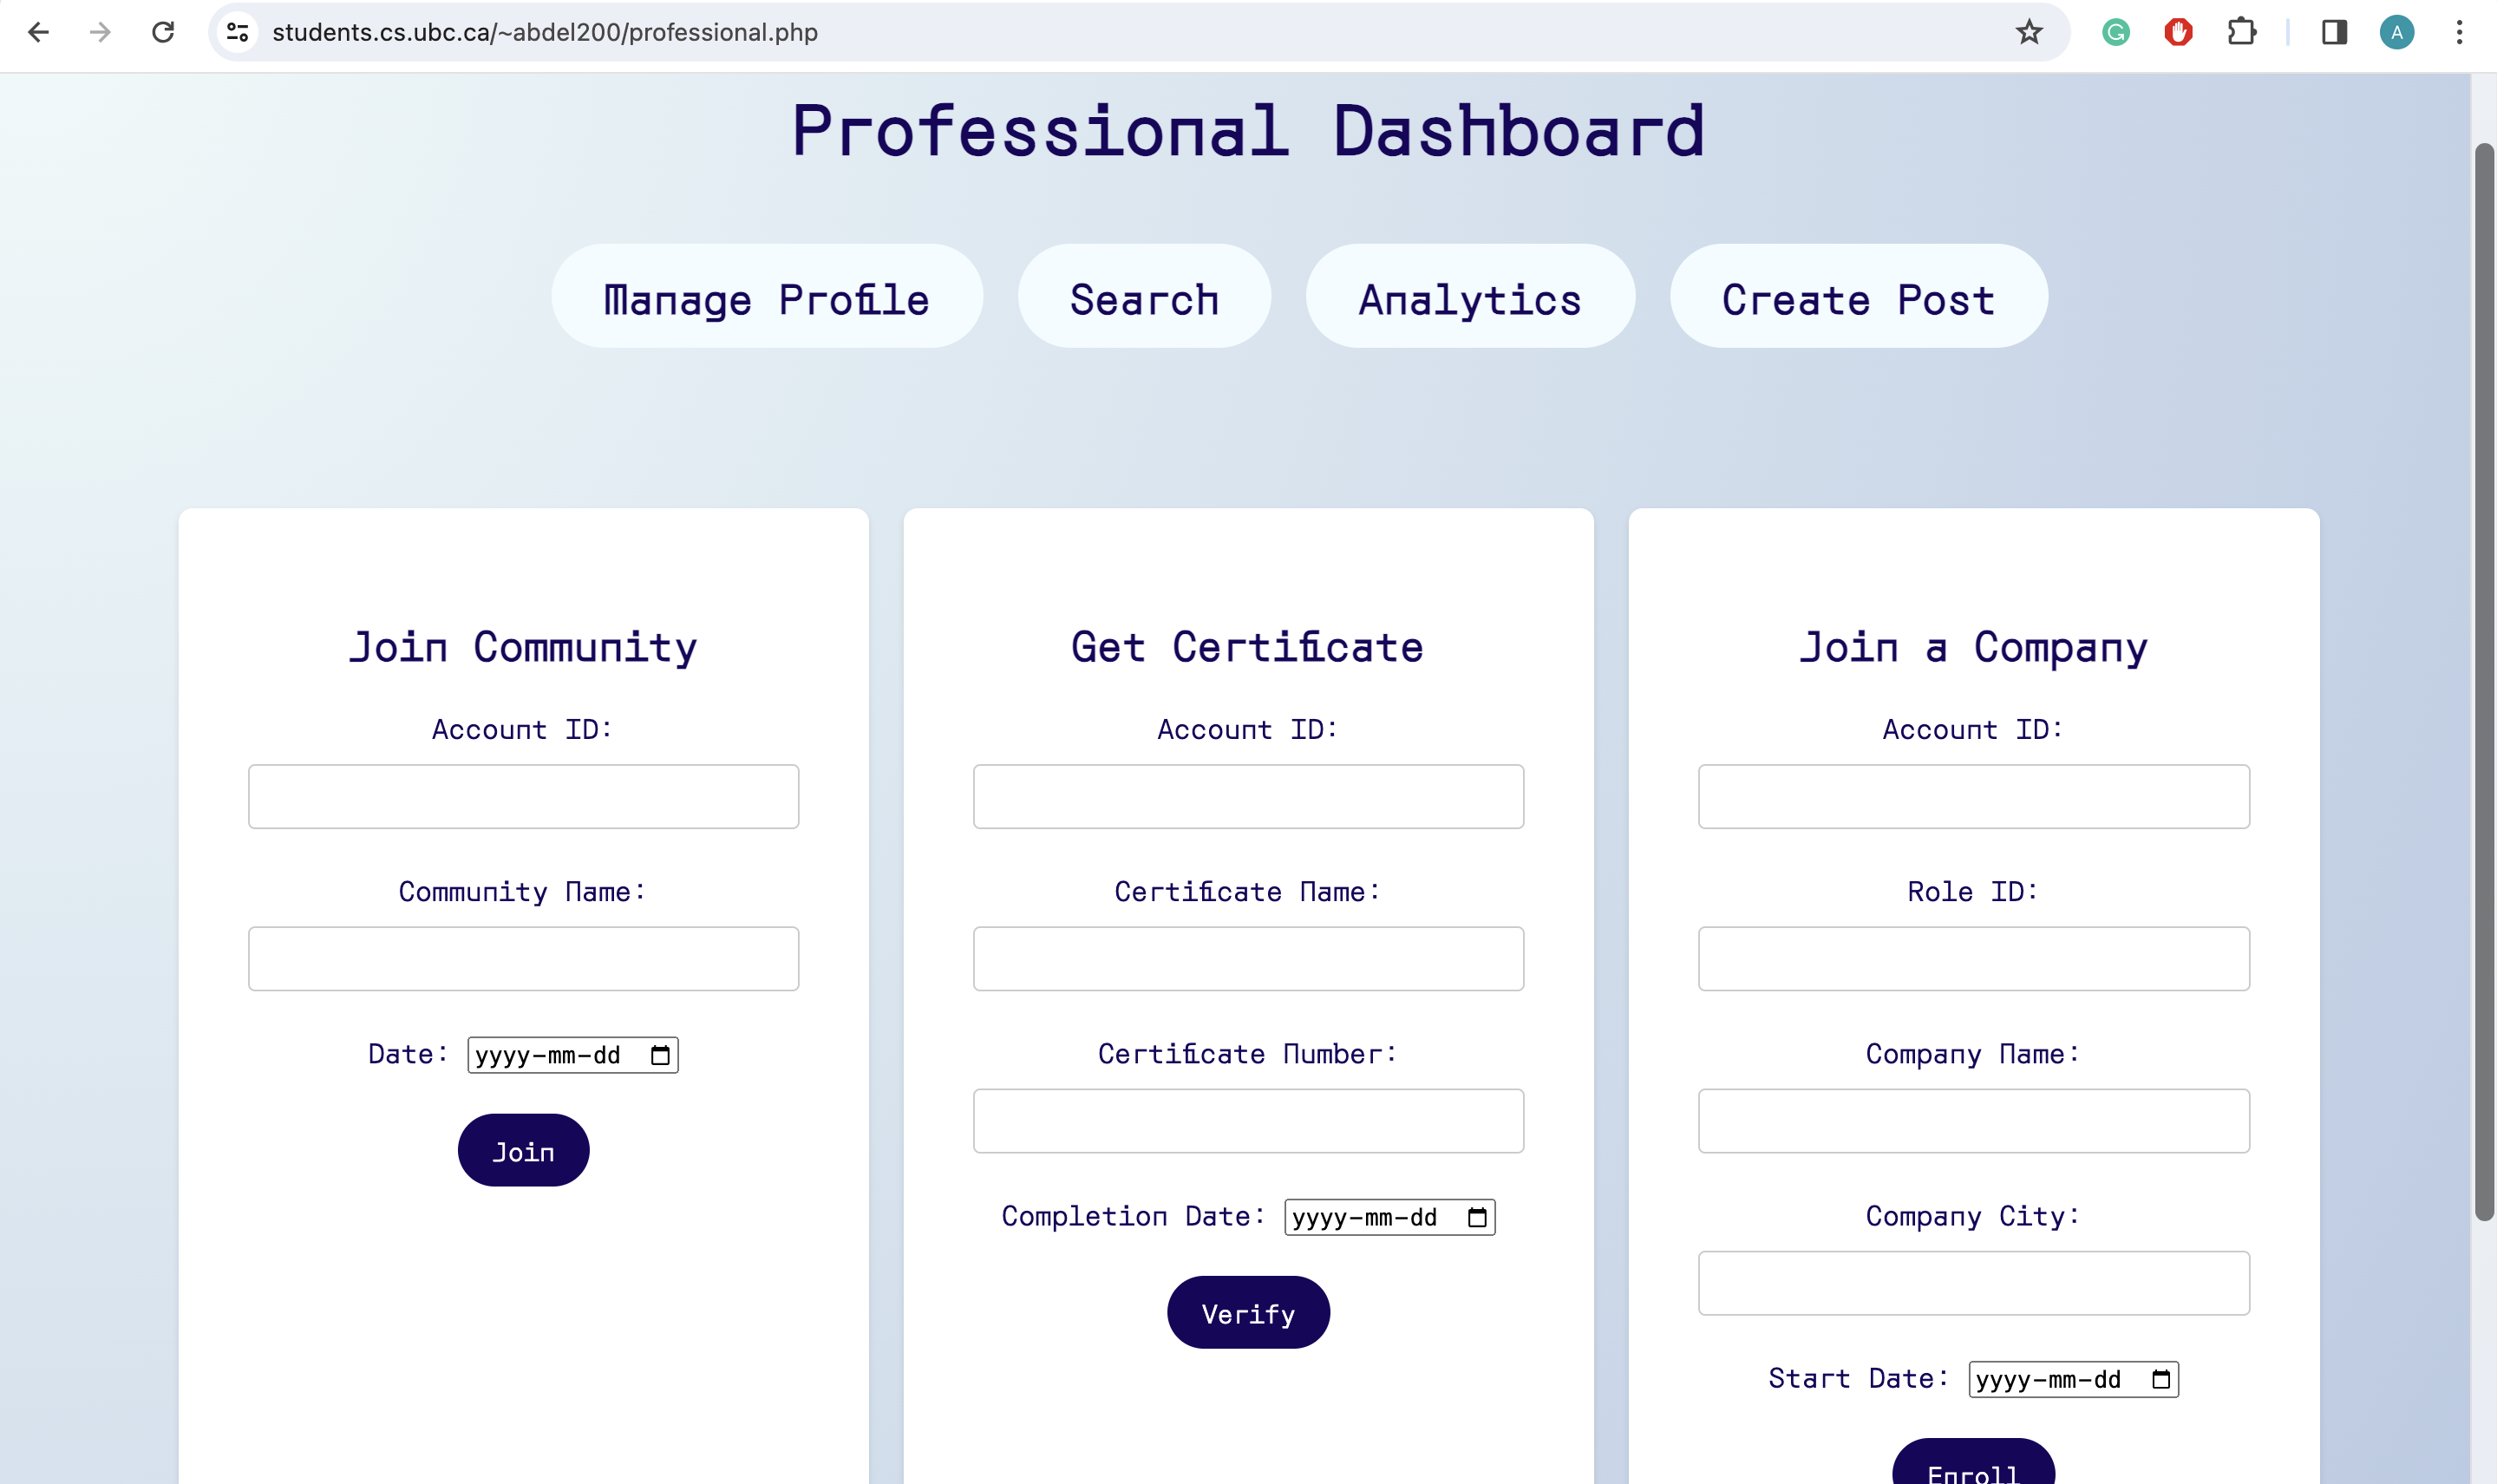 students.cs.ubc.ca/~abdel200/professional.php
A
Professional Dashboard
Manage Profile
Search
Analytics
Create Post
Join Community
Account ID:
Community Name:
Date: yyyy-mm-dd
Join
Get Certificate
Account ID:
Certificate Name:
Certificate Number:
Completion Date: yyyy-mm-dd
Verify
Join a Company
Account ID:
Role ID:
Company Name:
Company City:
Start Date: yyyy-mm-dd
Enroll